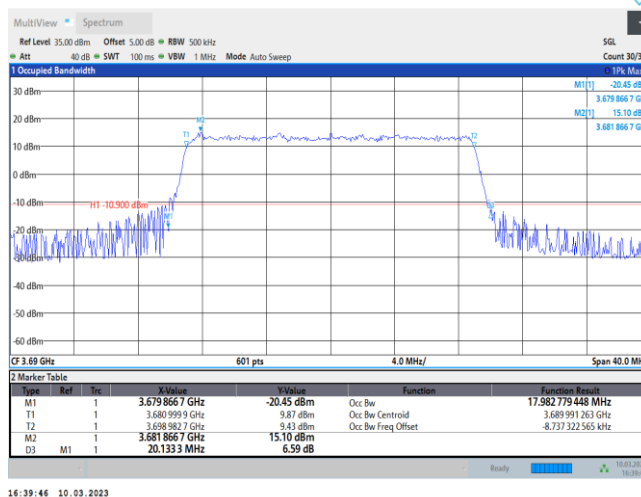 MultiView Spectrum
Ref Level 35.00 dBm Offset 5.00 dB RBW 500 kHz SGL
Att 40 dB SWT 100 ms VBW 1 MHz Mode Auto Sweep Count 30/3
1 Occupied Bandwidth 1Pk Max
M1[1] -20.45 dB
3.679 866 7 G
M2[1] 15.10 dB
3.681 866 7 G
30 dBm
20 dBm
M2
T1
T2
10 dBm
0 dBm
-10 dBm
H1 -10.900 dBm
M1
-20 dBm
-30 dBm
-40 dBm
-50 dBm
-60 dBm
CF 3.69 GHz 601 pts 4.0 MHz/ Span 40.0 MH
2 Marker Table
Type Ref Trc X-Value Y-Value Function Function Result
M1 1 3.679 866 7 GHz -20.45 dBm Occ Bw 17.982 779 448 MHz
T1 1 3.680 999 9 GHz 9.87 dBm Occ Bw Centroid 3.689 991 263 GHz
T2 1 3.698 982 7 GHz 9.43 dBm Occ Bw Freq Offset -8.737 322 565 kHz
M2 1 3.681 866 7 GHz 15.10 dBm
D3 M1 1 20.133 3 MHz 6.59 dB
Ready 10.03.20
16:39:46 10.03.2023